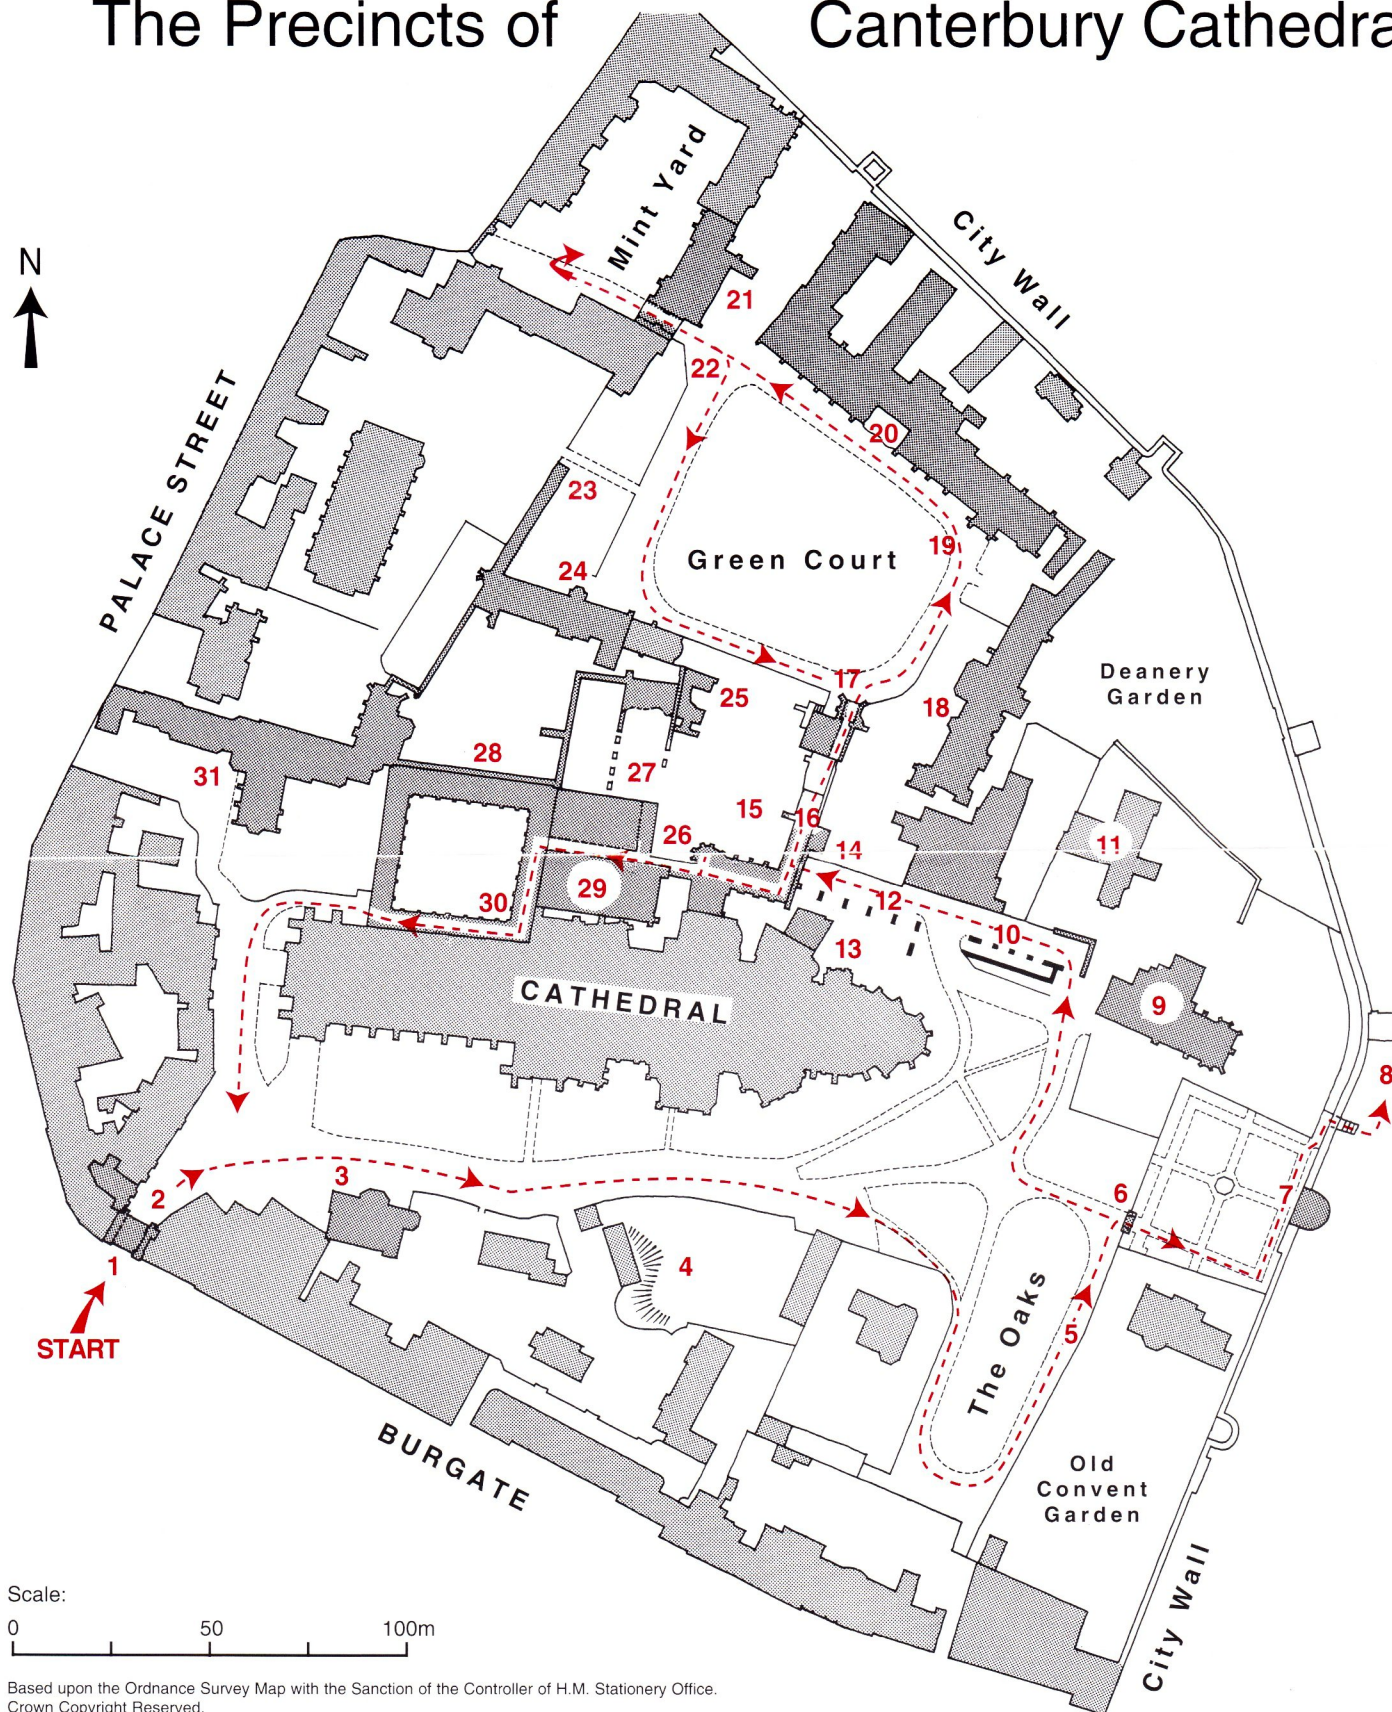 The Precincts of Canterbury Cathedra
N
Mint Yard
City Wall
21
22
20
PALACE STREET
23
Green Court
19
24
Deanery
Garden
17
25
18
28
31
27
15
16
26
14
11
29
30
12
10
13
CATHEDRAL
9
8
3
2
6
7
1
4
START
The Oaks
5
BURGATE
Old
Convent
Garden
City Wall
Scale:
0 50 100m
Based upon the Ordnance Survey Map with the Sanction of the Controller of H.M. Stationery Office.
Crown Copyright Reserved.